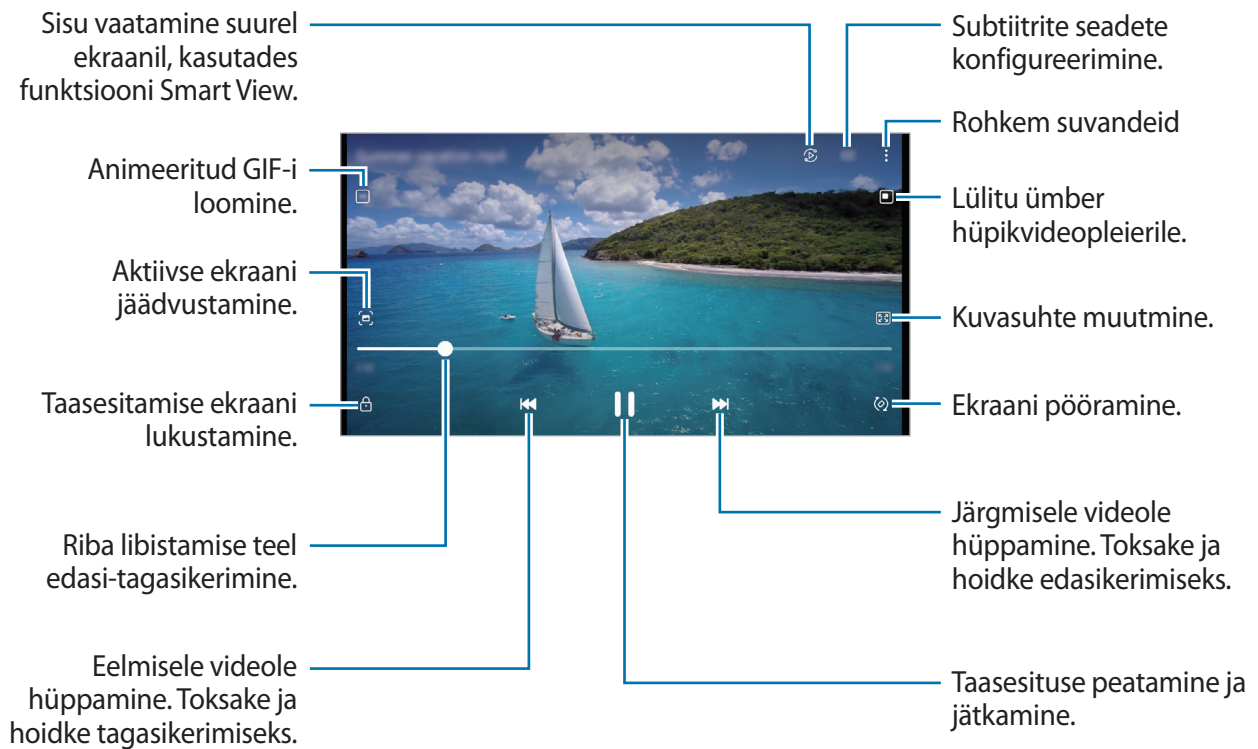 Sisu vaatamine suurel
ekraanil, kasutades
funktsiooni Smart View.
Animeeritud GIF-i
loomine.
Aktiivse ekraani
jäädvustamine.
Taasesitamise ekraani
lukustamine.
Riba libistamise teel
edasi-tagasikerimine.
Eelmisele videole
hüppamine. Toksake ja
hoidke tagasikerimiseks.
Subtiitrite seadete
konfigureerimine.
Rohkem suvandeid
Lülitu ümber
hüpikvideopleierile.
Kuvasuhte muutmine.
Ekraani pööramine.
Järgmisele videole
hüppamine. Toksake ja
hoidke edasikerimiseks.
Taasesituse peatamine ja
jätkamine.